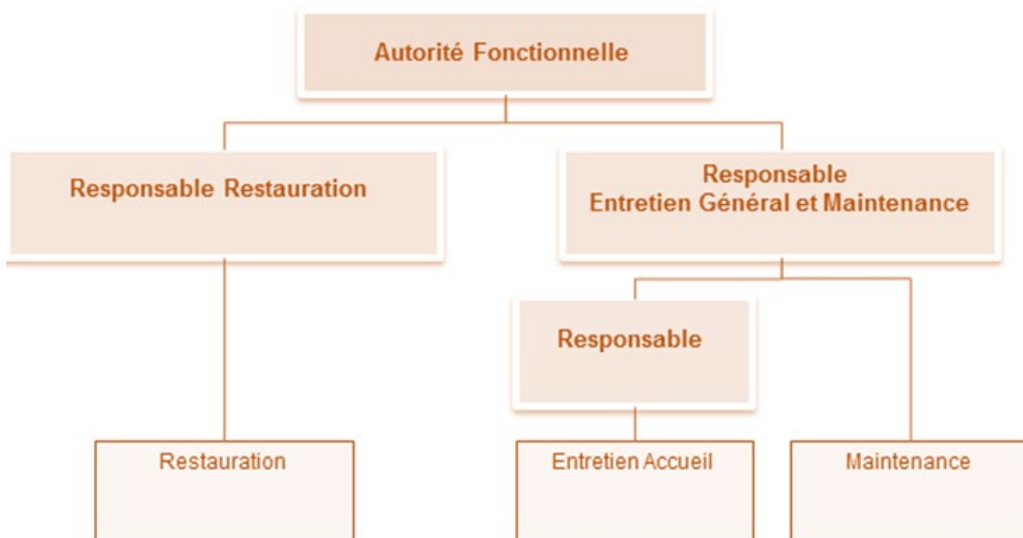 Autorité Fonctionnelle
Responsable Restauration
Responsable
Entretien Général et Maintenance
Responsable
Restauration
Entretien Accueil
Maintenance